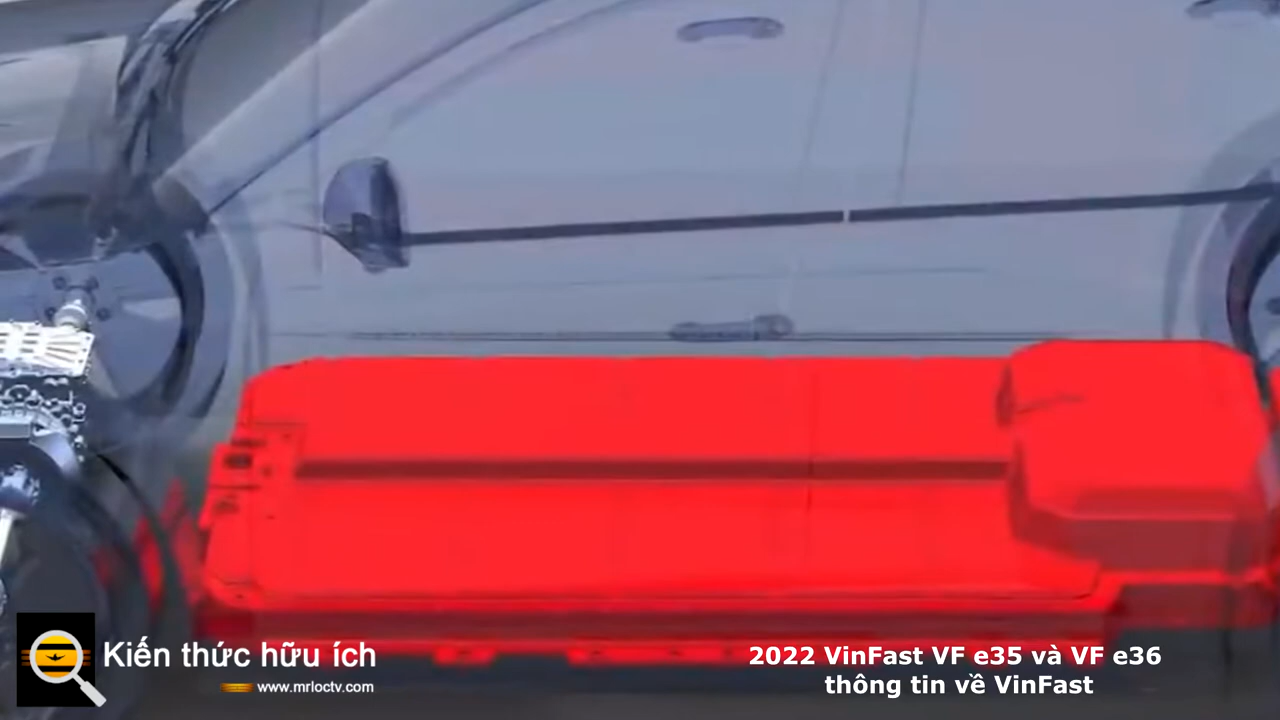 Kiến thức hữu ích
www.mrloctv.com
2022 VinFast VF e35 và VF e36
thông tin về VinFast